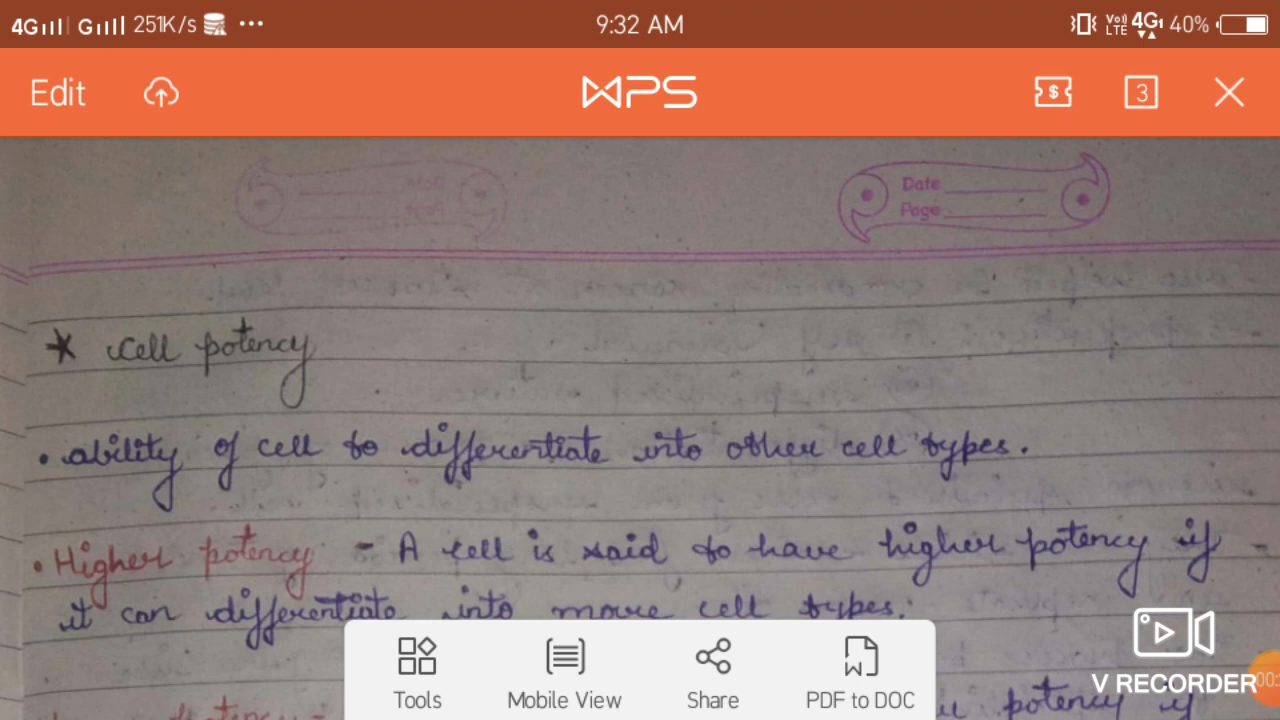 4G G 251K/s ... 9:32 AM VoLTE 4G 40%
Edit WPS $ 3
Date
Page
* cell potency
• ability of cell to differentiate into other cell types.
• Higher potency - A cell is said to have higher potency if
it can differentiate into more cell types.
potency if
Tools Mobile View Share PDF to DOC
V RECORDER